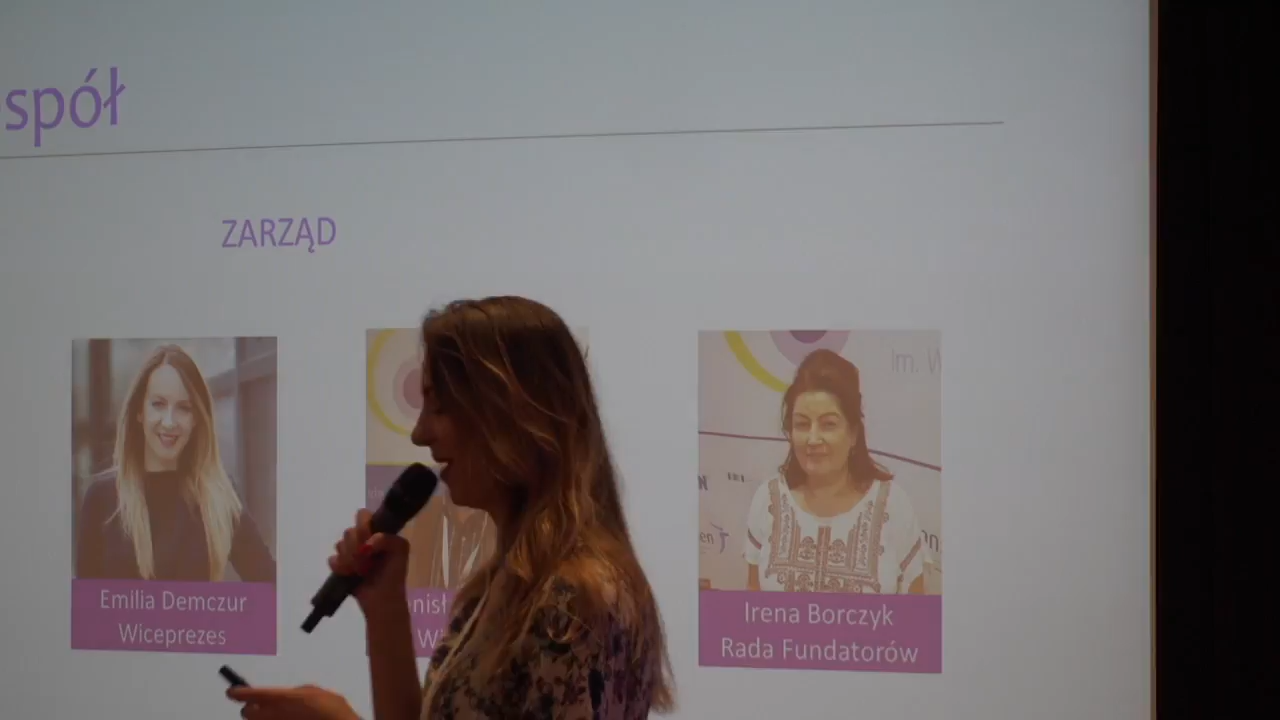 spół
ZARZĄD
Emilia Demczur
Wiceprezes
Irena Borczyk
Rada Fundatorów